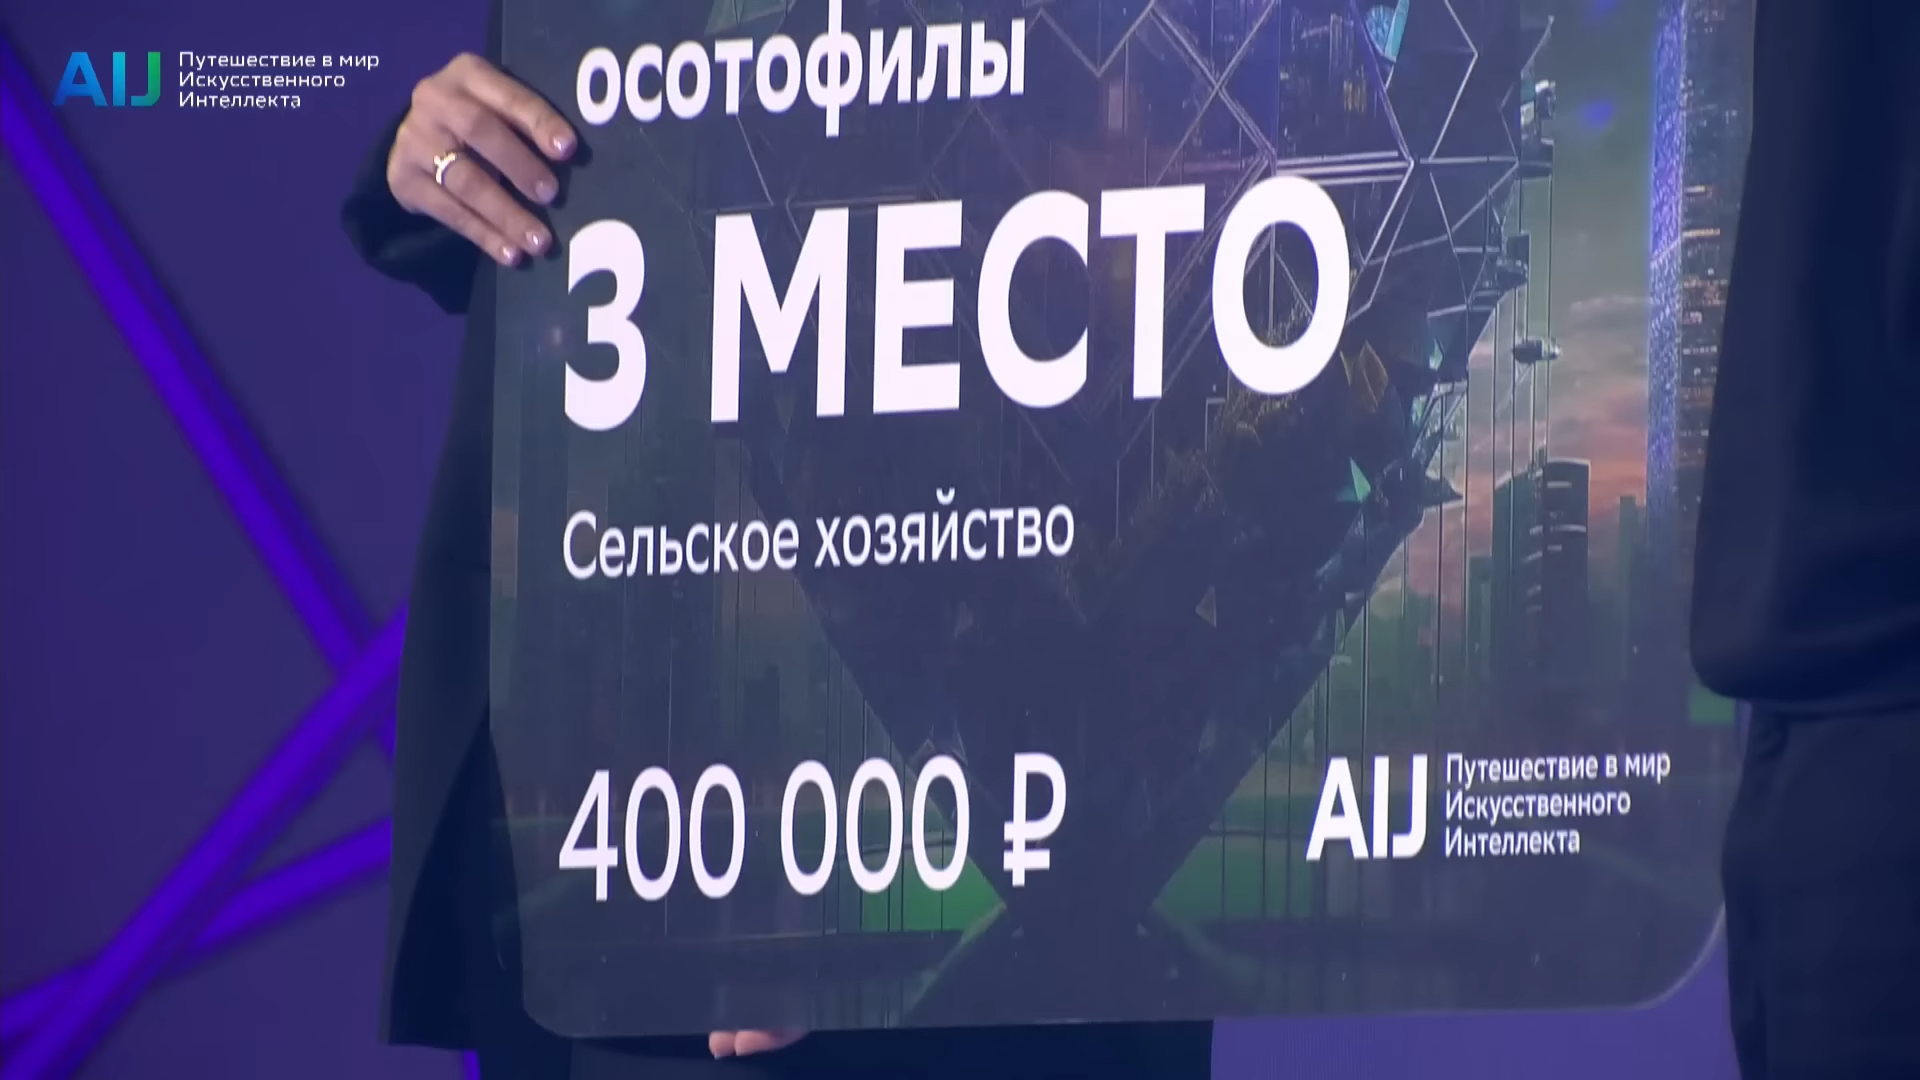 AIJ
Путешествие в мир
Искусственного
Интеллекта
осотофилы
3 МЕСТО
Сельское хозяйство
400 000 ₽
AIJ
Путешествие в мир
Искусственного
Интеллекта